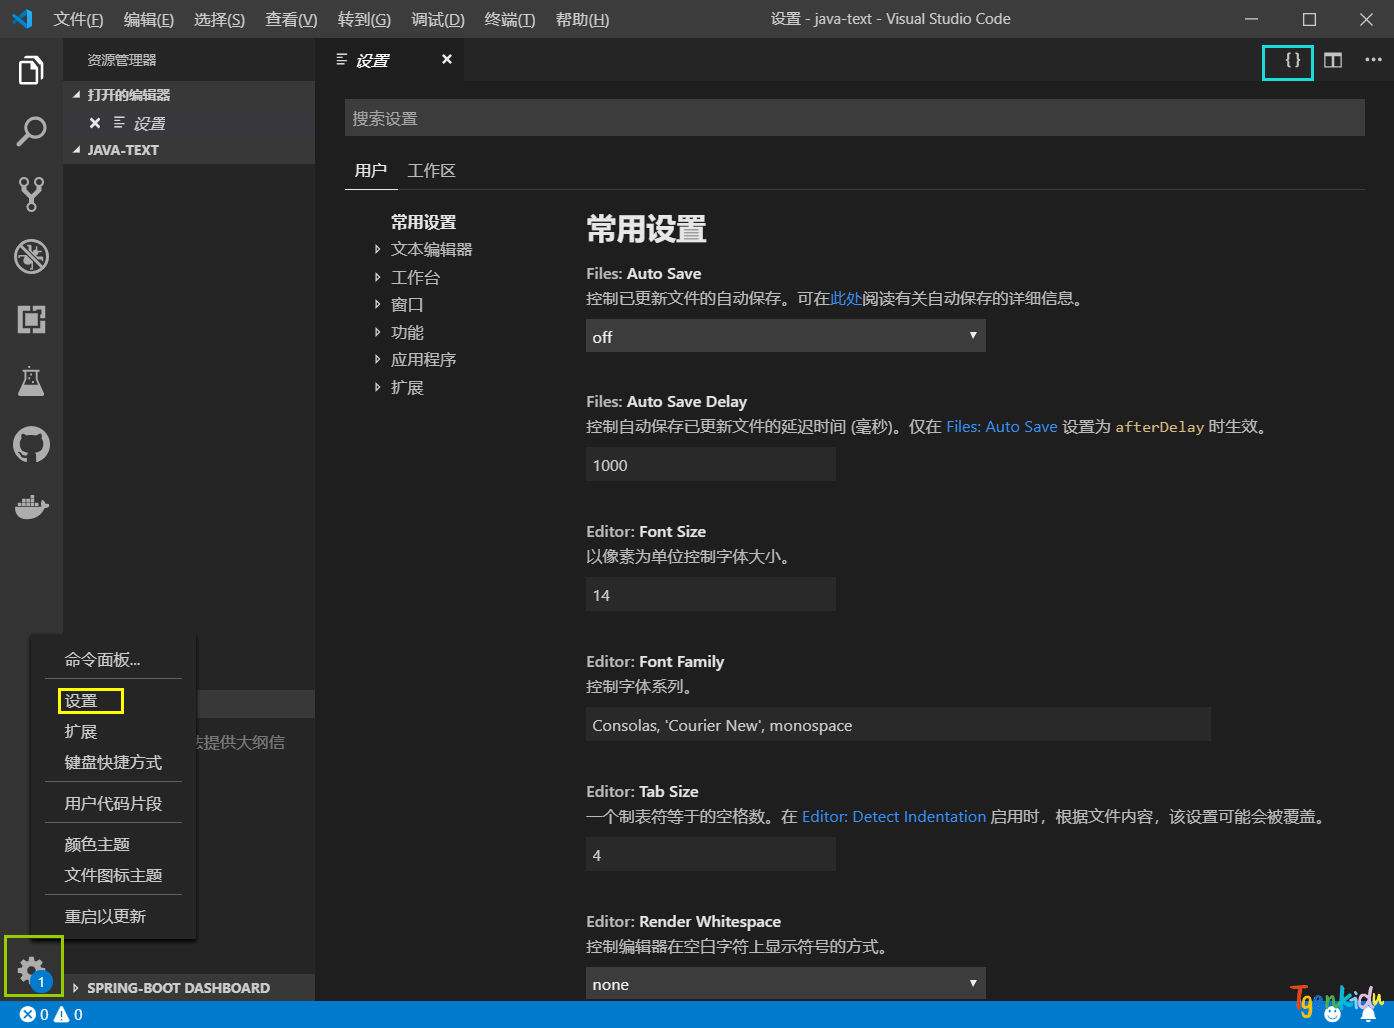 文件(F) 编辑(E) 选择(S) 查看(V) 转到(G) 调试(D) 终端(T) 帮助(H) 设置 - java-text - Visual Studio Code
资源管理器
打开的编辑器
设置
JAVA-TEXT
设置
{}
搜索设置
用户 工作区
常用设置
文本编辑器
工作台
窗口
功能
应用程序
扩展
常用设置
Files: Auto Save
控制已更新文件的自动保存。可在此处阅读有关自动保存的详细信息。
off
Files: Auto Save Delay
控制自动保存已更新文件的延迟时间 (毫秒)。仅在 Files: Auto Save 设置为 afterDelay 时生效。
1000
Editor: Font Size
以像素为单位控制字体大小。
14
Editor: Font Family
控制字体系列。
Consolas, 'Courier New', monospace
Editor: Tab Size
一个制表符等于的空格数。在 Editor: Detect Indentation 启用时，根据文件内容，该设置可能会被覆盖。
4
Editor: Render Whitespace
控制编辑器在空白字符上显示符号的方式。
none
命令面板...
设置
扩展
键盘快捷方式
用户代码片段
颜色主题
文件图标主题
重启以更新
法提供大纲信
1
SPRING-BOOT DASHBOARD
0 0
Tgenkidu